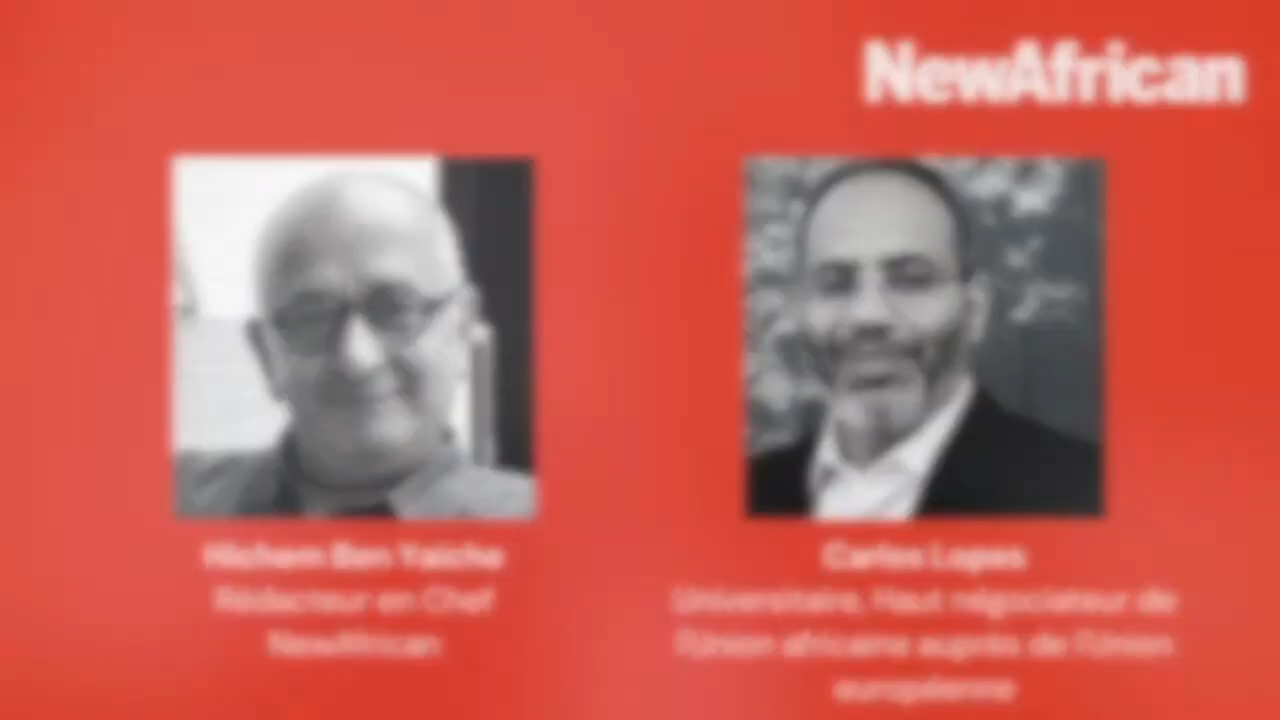 NewAfrican
Hichem Ben Yaïche
Rédacteur en Chef
NewAfrican
Carlos Lopes
Universitaire, Haut négociateur de
l'Union africaine auprès de l'Union
européenne